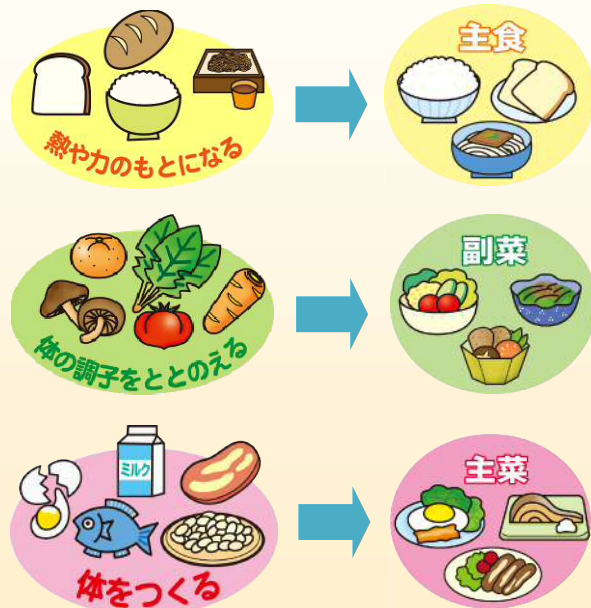 熱や力のもとになる
主食
体の調子をととのえる
副菜
ミルク
体をつくる
主菜